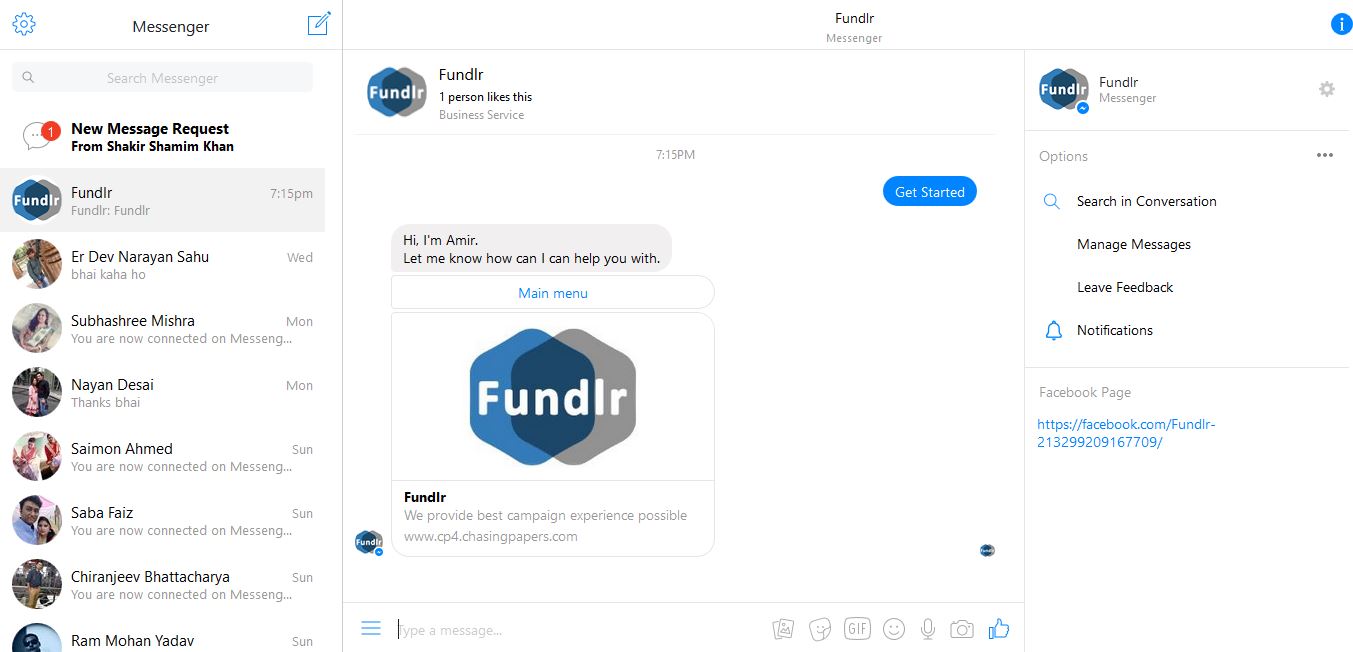 Messenger
Search Messenger
1
New Message Request
From Shakir Shamim Khan
Fundlr
Fundlr
7:15pm
Fundlr: Fundlr
Er Dev Narayan Sahu
Wed
bhai kaha ho
Subhashree Mishra
Mon
You are now connected on Messeng...
Nayan Desai
Mon
Thanks bhai
Saimon Ahmed
Sun
You are now connected on Messeng...
Saba Faiz
Sun
You are now connected on Messeng...
Chiranjeev Bhattacharya
Sun
You are now connected on Messeng...
Ram Mohan Yadav
Sun
Fundlr
Messenger
Fundlr
Fundlr
1 person likes this
Business Service
7:15PM
Get Started
Hi, I'm Amir.
Let me know how can I can help you with.
Main menu
Fundlr
Fundlr
We provide best campaign experience possible
www.cp4.chasingpapers.com
Fundlr
Fundlr
Type a message...
GIF
i
Fundlr
Fundlr
Messenger
Options
Search in Conversation
Manage Messages
Leave Feedback
Notifications
Facebook Page
https://facebook.com/Fundlr-
213299209167709/